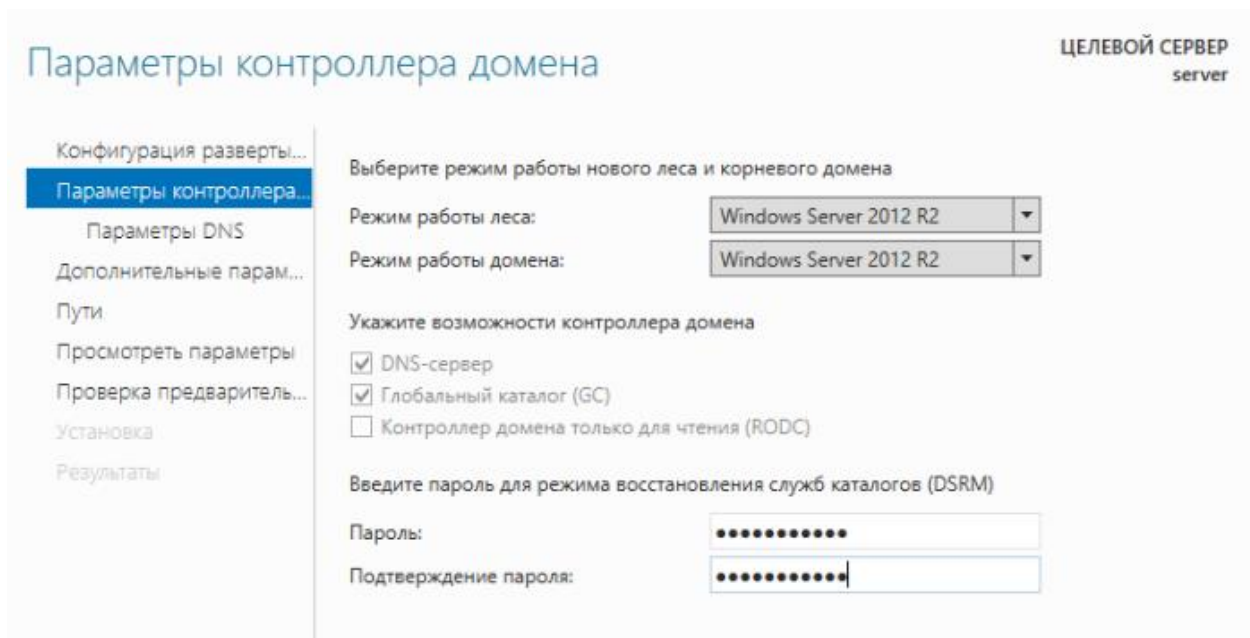 Параметры контроллера домена
ЦЕЛЕВОЙ СЕРВЕР
server
Конфигурация разверты...
Параметры контроллера...
Параметры DNS
Дополнительные парам...
Пути
Просмотреть параметры
Проверка предваритель...
Установка
Результаты
Выберите режим работы нового леса и корневого домена
Режим работы леса: Windows Server 2012 R2
Режим работы домена: Windows Server 2012 R2
Укажите возможности контроллера домена
DNS-сервер
Глобальный каталог (GC)
Контроллер домена только для чтения (RODC)
Введите пароль для режима восстановления служб каталогов (DSRM)
Пароль: •••••••••••
Подтверждение пароля: •••••••••••